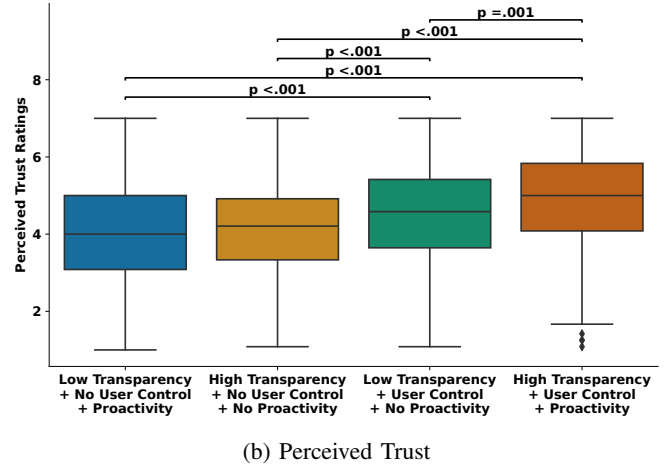 p =.001
p <.001
p <.001
p <.001
p <.001
Perceived Trust Ratings
8
6
4
2
Low Transparency
+ No User Control
+ Proactivity
High Transparency
+ No User Control
+ No Proactivity
Low Transparency
+ User Control
+ No Proactivity
High Transparency
+ User Control
+ Proactivity
(b) Perceived Trust